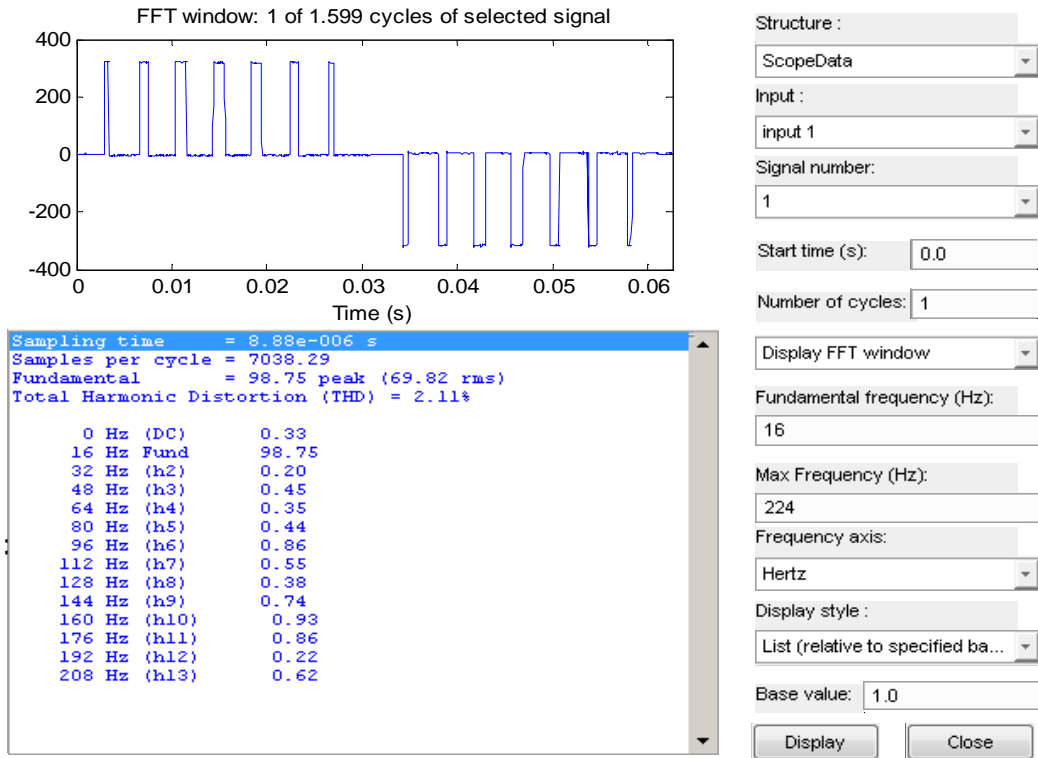 FFT window: 1 of 1.599 cycles of selected signal
400
200
0
-200
-400
0
0.01
0.02
0.03
0.04
0.05
0.06
Time (s)
Sampling time = 8.88e-006 s
Samples per cycle = 7038.29
Fundamental = 98.75 peak (69.82 rms)
Total Harmonic Distortion (THD) = 2.11%
0 Hz (DC) 0.33
16 Hz Fund 98.75
32 Hz (h2) 0.20
48 Hz (h3) 0.45
64 Hz (h4) 0.35
80 Hz (h5) 0.44
96 Hz (h6) 0.86
112 Hz (h7) 0.55
128 Hz (h8) 0.38
144 Hz (h9) 0.74
160 Hz (h10) 0.93
176 Hz (h11) 0.86
192 Hz (h12) 0.22
208 Hz (h13) 0.62
Structure :
ScopeData
Input :
input 1
Signal number:
1
Start time (s): 0.0
Number of cycles: 1
Display FFT window
Fundamental frequency (Hz):
16
Max Frequency (Hz):
224
Frequency axis:
Hertz
Display style :
List (relative to specified ba...
Base value: 1.0
Display Close